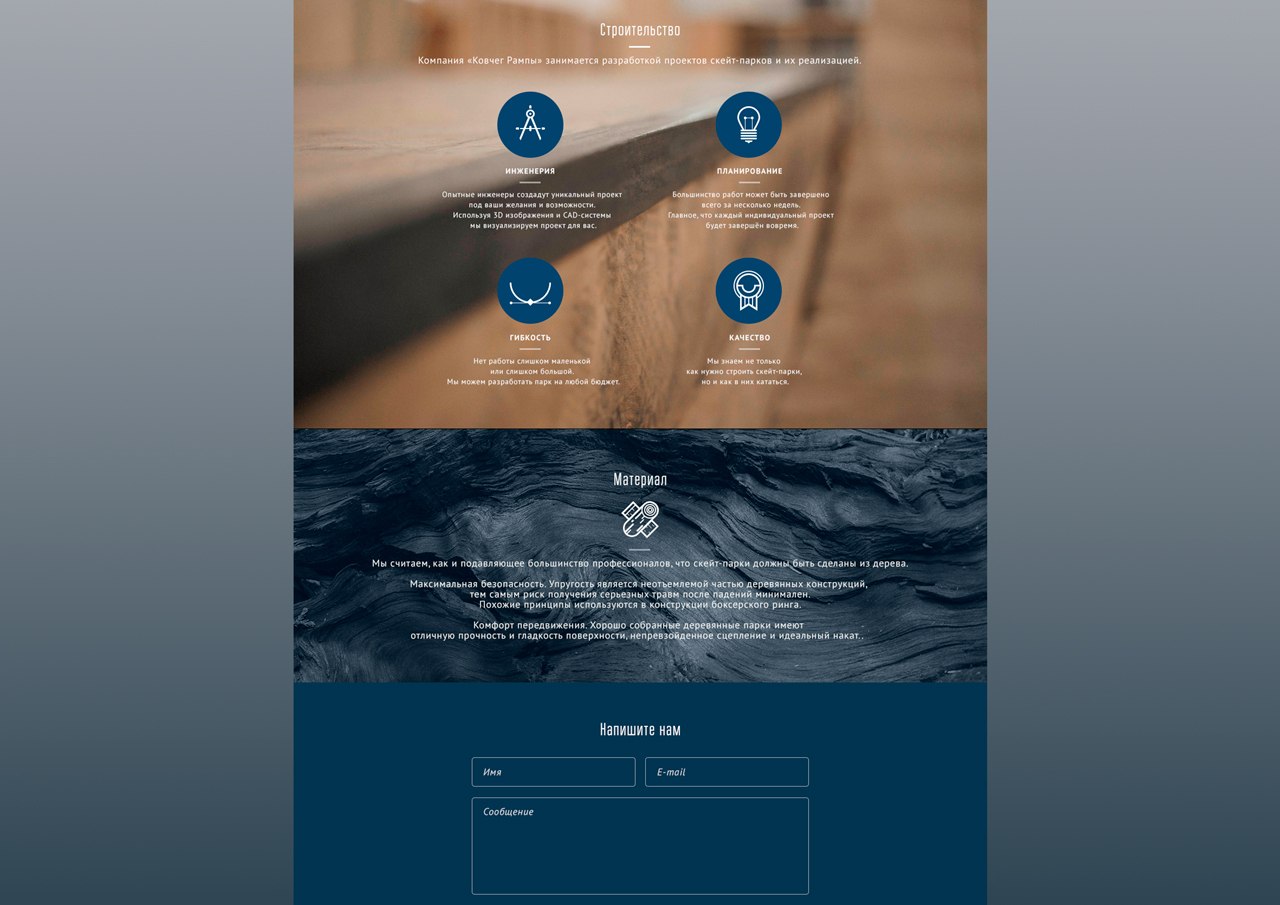 Строительство
Компания «Ковчег Рампы» занимается разработкой проектов скейт-парков и их реализацией.
ИНЖЕНЕРИЯ
Опытные инженеры создадут уникальный проект
под ваши желания и возможности.
Используя 3D изображения и CAD-системы
мы визуализируем проект для вас.
ПЛАНИРОВАНИЕ
Большинство работ может быть завершено
всего за несколько недель.
Главное, что каждый индивидуальный проект
будет завершён вовремя.
ГИБКОСТЬ
Нет работы слишком маленькой
или слишком большой.
Мы можем разработать парк на любой бюджет.
КАЧЕСТВО
Мы знаем не только
как нужно строить скейт-парки,
но и как в них кататься.
Материал
Мы считаем, как и подавляющее большинство профессионалов, что скейт-парки должны быть сделаны из дерева.
Максимальная безопасность. Упругость является неотъемлемой частью деревянных конструкций,
тем самым риск получения серьезных травм после падений минимален.
Похожие принципы используются в конструкции боксерского ринга.
Комфорт передвижения. Хорошо собранные деревянные парки имеют
отличную прочность и гладкость поверхности, непревзойденное сцепление и идеальный накат..
Напишите нам
Имя
E-mail
Сообщение